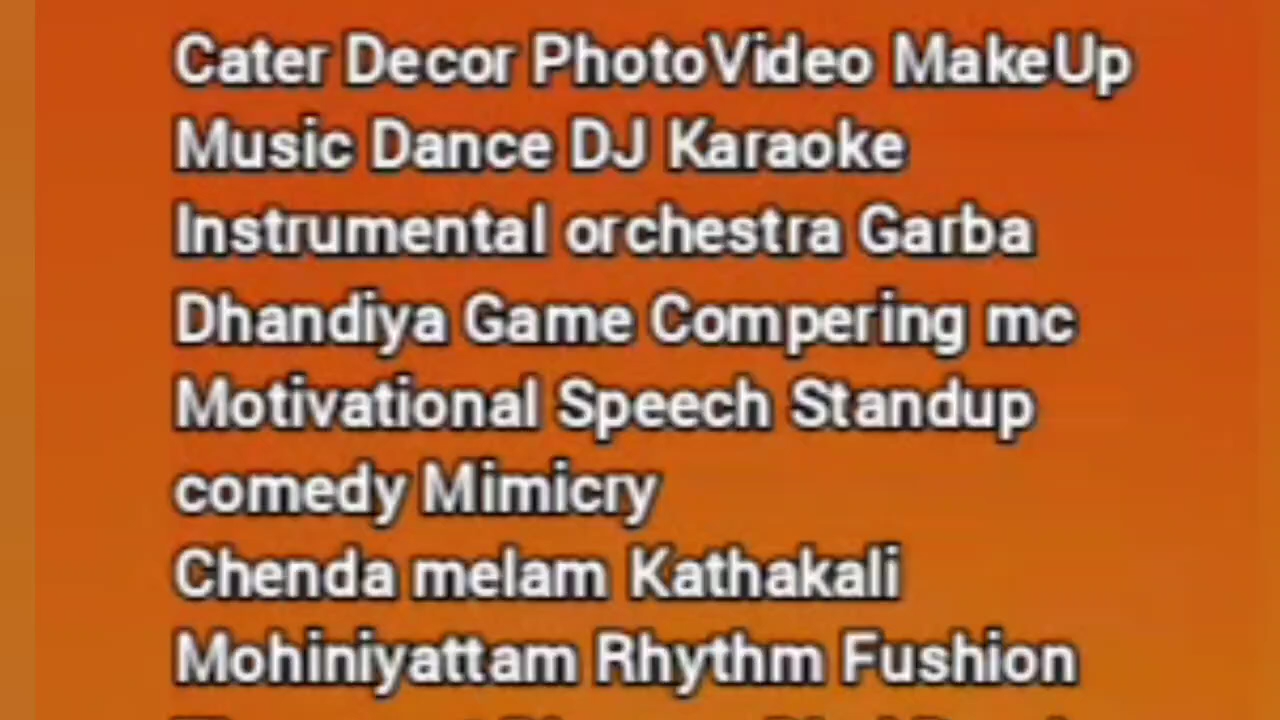 Cater Decor PhotoVideo MakeUp
Music Dance DJ Karaoke
Instrumental orchestra Garba
Dhandiya Game Compering mc
Motivational Speech Standup
comedy Mimicry
Chenda melam Kathakali
Mohiniyattam Rhythm Fushion